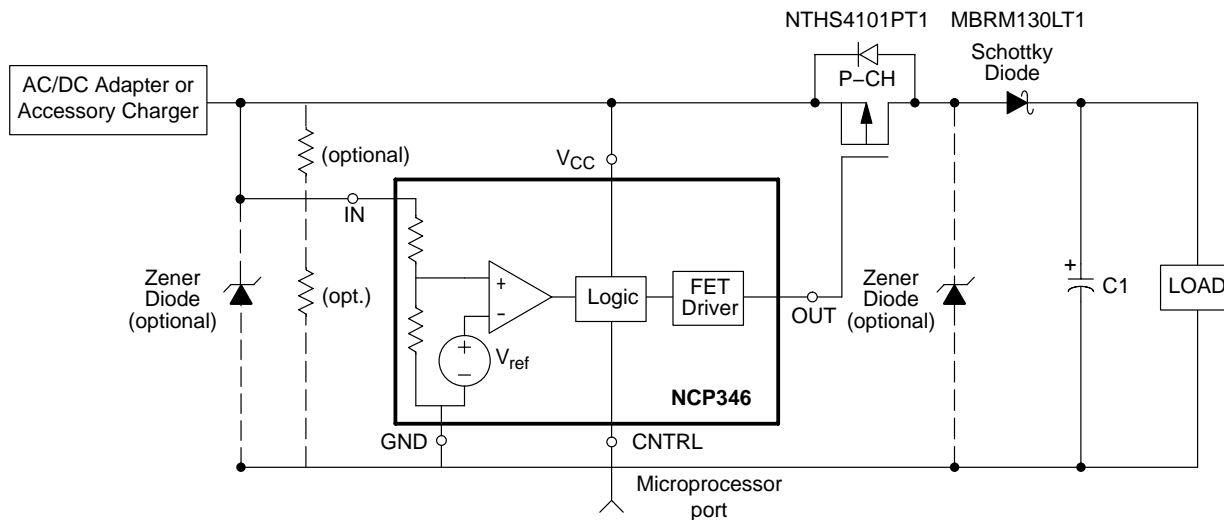 NTHS4101PT1 MBRM130LT1
AC/DC Adapter or
Accessory Charger
P−CH
Schottky
Diode
(optional)
VCC
IN
Zener
Diode
(optional)
(opt.)
+
−
Logic
FET
Driver
OUT
+
−
Vref
NCP346
Zener
Diode
(optional)
+
C1
LOAD
GND
CNTRL
Microprocessor
port